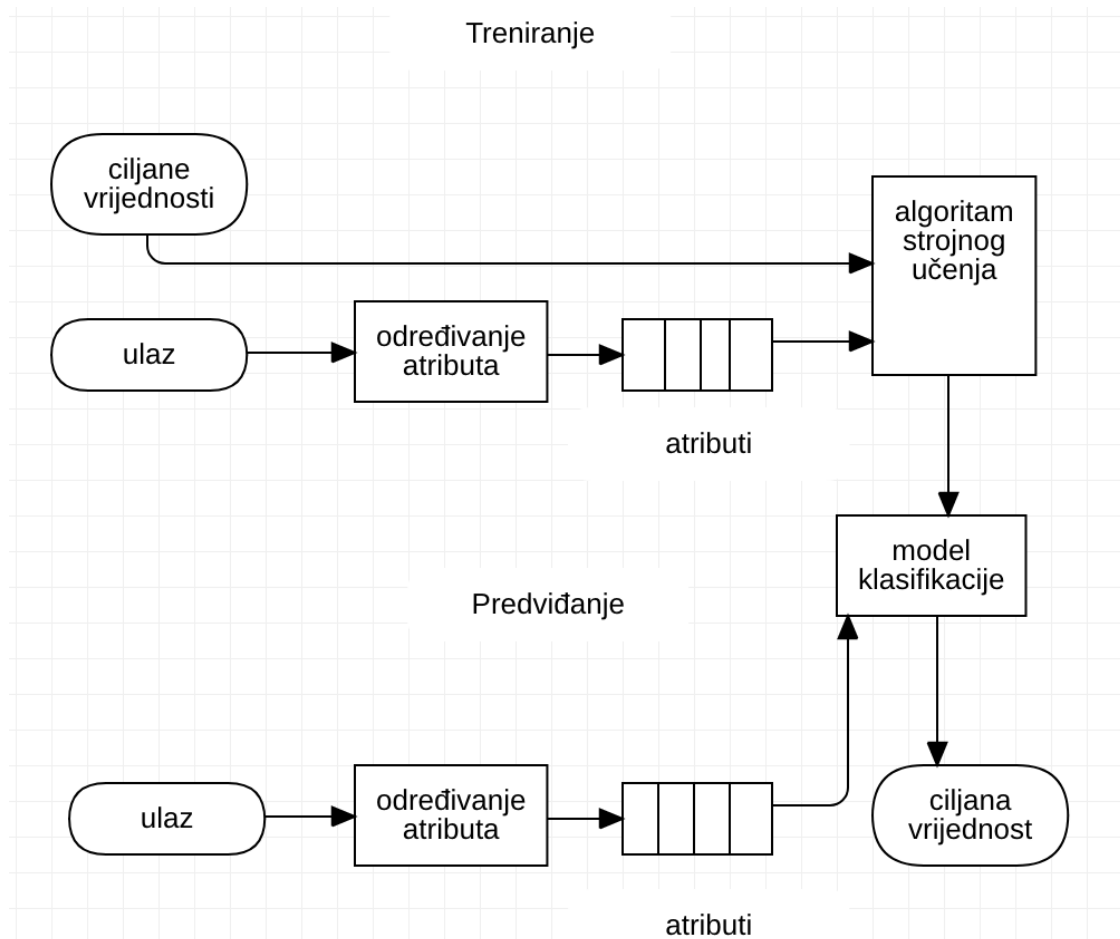 Treniranje
ciljane
vrijednosti
algoritam
strojnog
učenja
ulaz
određivanje
atributa
atributi
model
klasifikacije
Predviđanje
ulaz
određivanje
atributa
ciljana
vrijednost
atributi